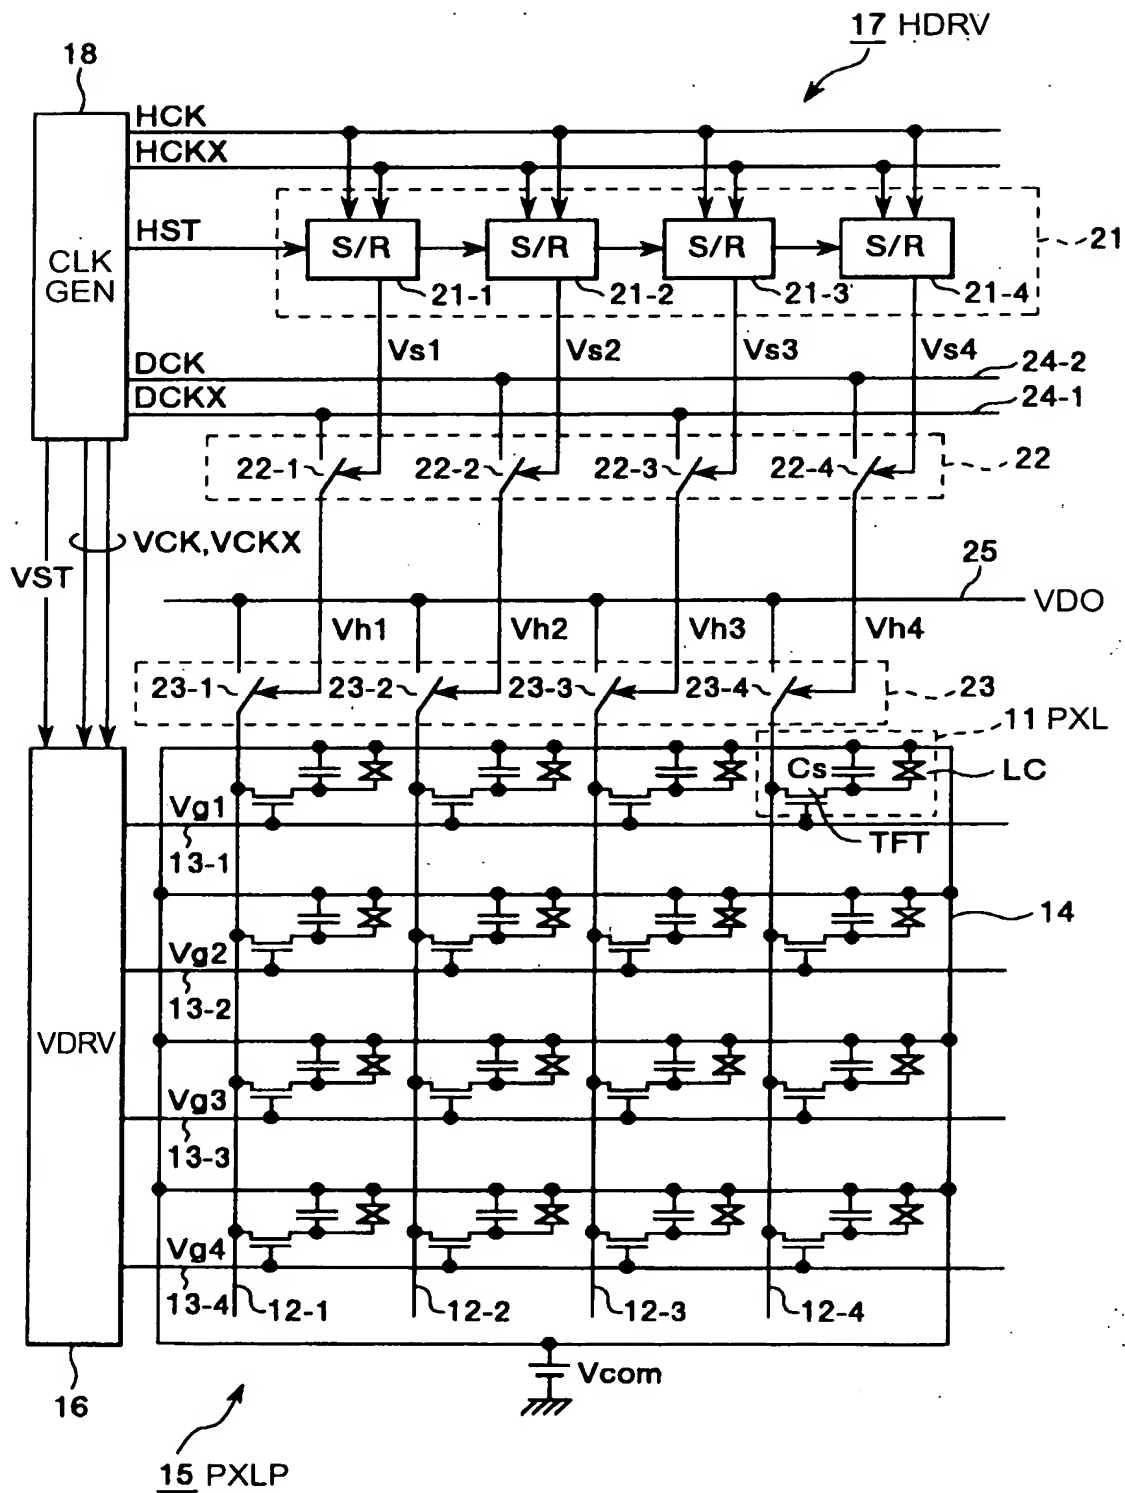 17 HDRV
18
HCK
HCKX
HST
CLK
GEN
S/R S/R S/R S/R
21
21-1 21-2 21-3 21-4
Vs1 Vs2 Vs3 Vs4
DCK
24-2
DCKX
24-1
22-1 22-2 22-3 22-4
22
VCK,VCKX
VST
25
VDO
Vh1 Vh2 Vh3 Vh4
23-1 23-2 23-3 23-4
23
11 PXL
Cs
LC
TFT
Vg1
13-1
14
Vg2
13-2
VDRV
Vg3
13-3
Vg4
13-4
12-1 12-2 12-3 12-4
16
Vcom
15 PXLP